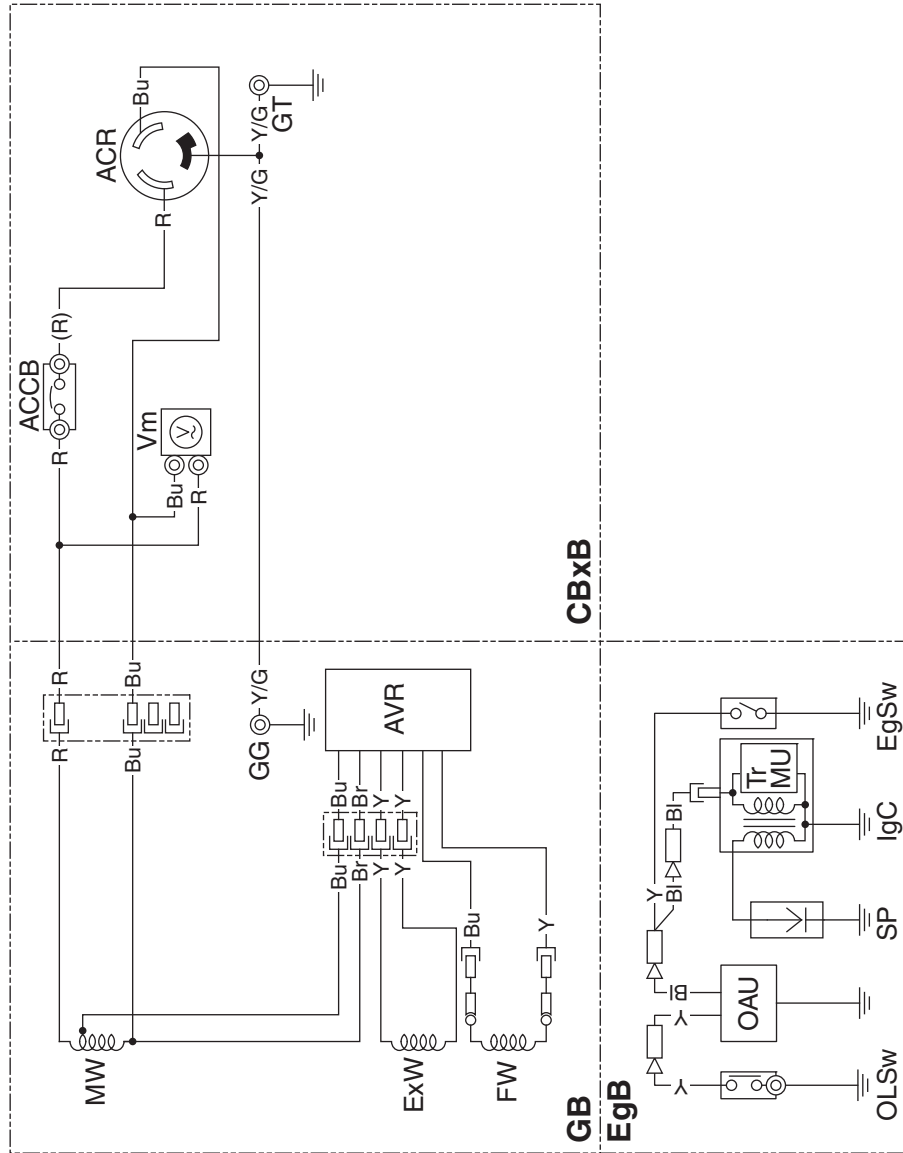 ACR
Bu
R
Y/G
GT
Y/G
ACCB
R
(R)
Vm
V
Bu
R
CBxB
R
R
Bu
Bu
GG
Y/G
AVR
Bu
Br
Y
Y
Bu
Br
Y
Y
Bu
Y
MW
ExW
FW
GB
EgB
Y
Bl
Bl
Tr
MU
Bl
Y
OAU
Y
OLSw
SP
IgC
EgSw